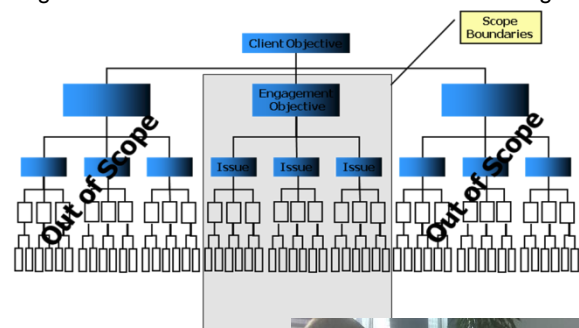 Scope
Boundaries
Client Objective
Engagement
Objective
Issue
Issue
Issue
Out of Scope
Out of Scope